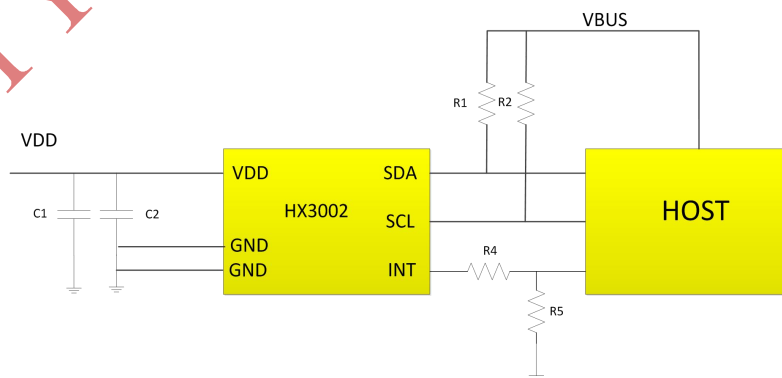 VBUS
R1
R2
VDD
VDD
SDA
HX3002
HOST
C1
C2
SCL
GND
GND
INT
R4
R5